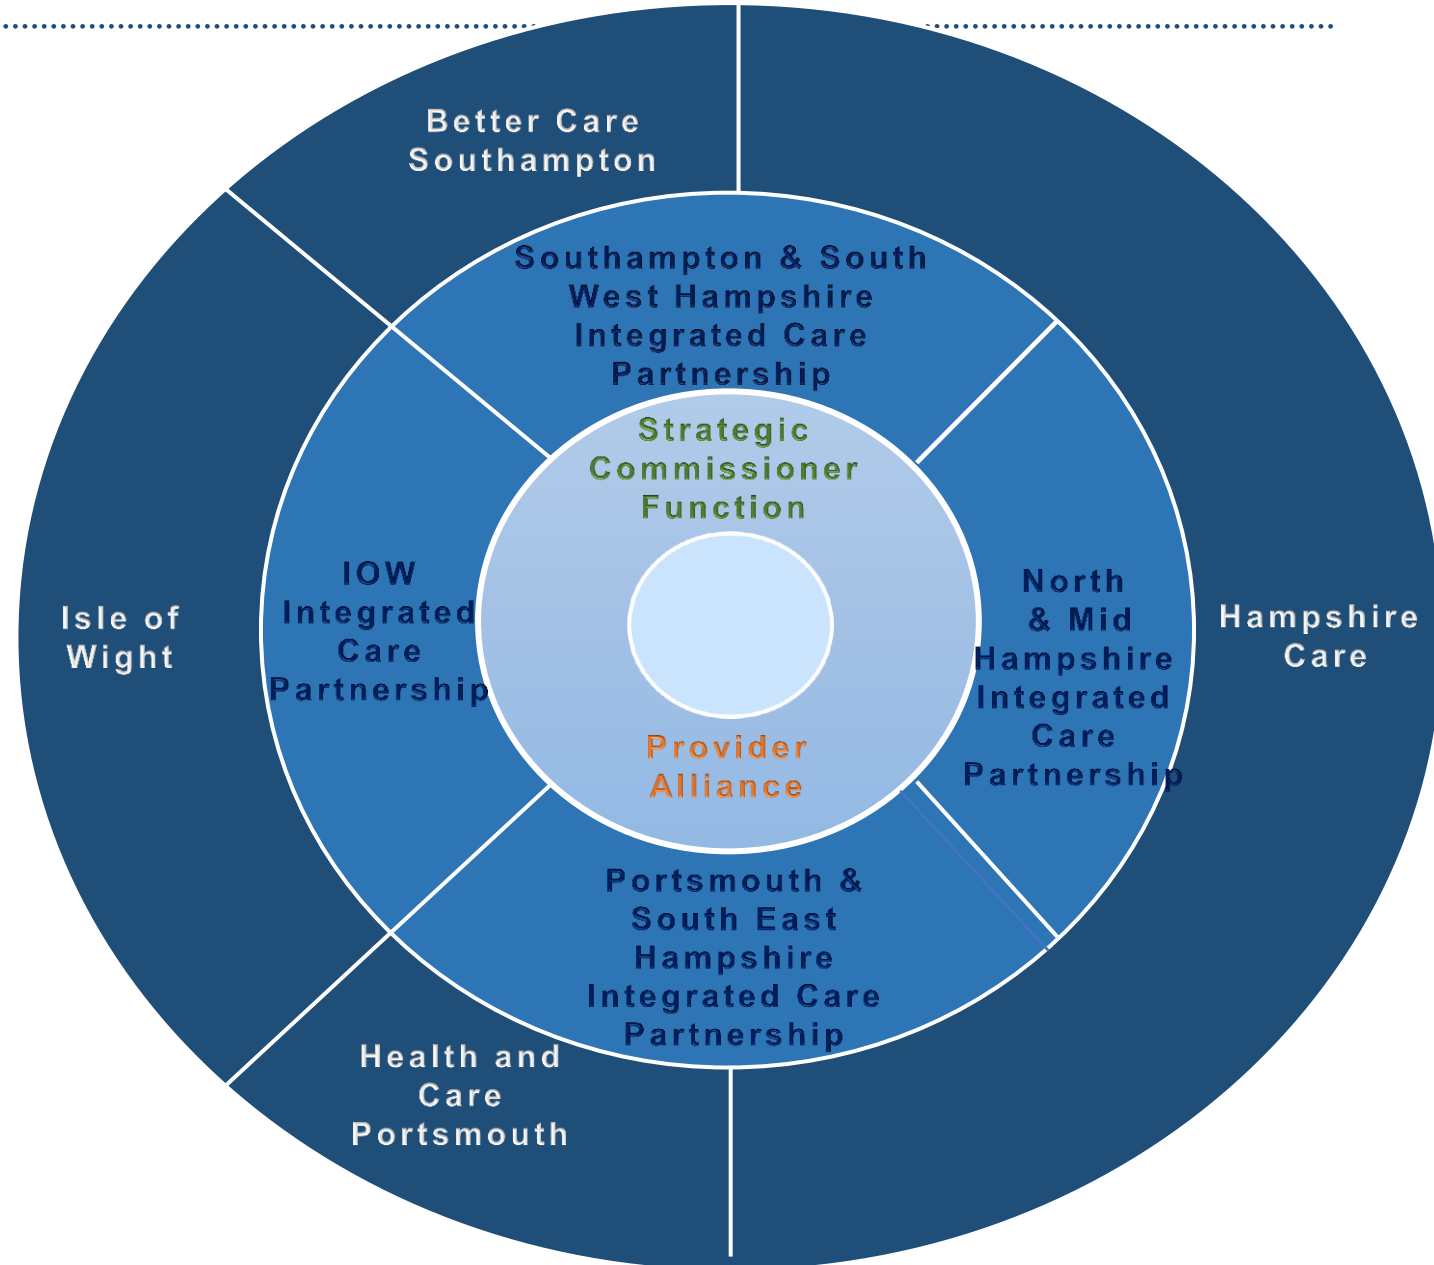 Better Care
Southampton
Southampton & South
West Hampshire
Integrated Care
Partnership
Strategic
Commissioner
Function
IOW
Integrated
Care
Partnership
Isle of
Wight
North
& Mid
Hampshire
Integrated
Care
Partnership
Hampshire
Care
Provider
Alliance
Portsmouth &
South East
Hampshire
Integrated Care
Partnership
Health and
Care
Portsmouth